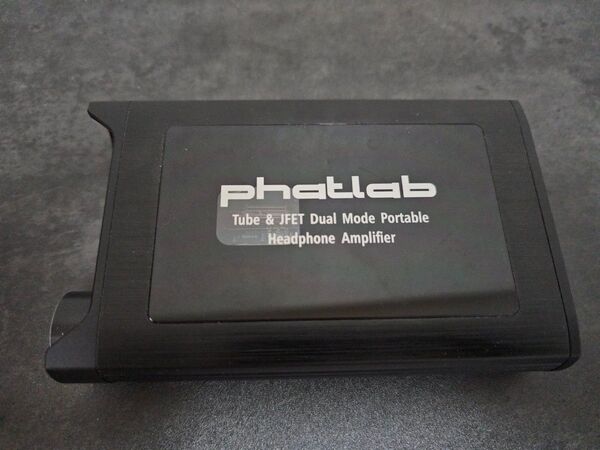 phatlab
Tube & JFET Dual Mode Portable
Headphone Amplifier